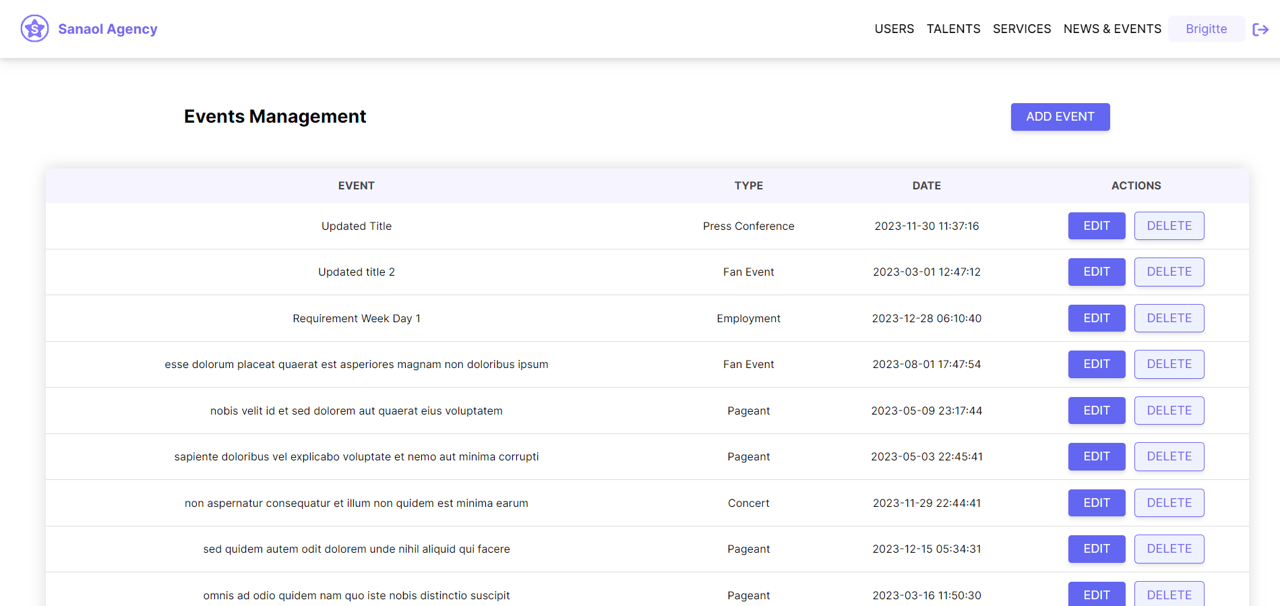 S Sanaol Agency USERS TALENTS SERVICES NEWS & EVENTS Brigitte
Events Management ADD EVENT
EVENT TYPE DATE ACTIONS
Updated Title Press Conference 2023-11-30 11:37:16 EDIT DELETE
Updated title 2 Fan Event 2023-03-01 12:47:12 EDIT DELETE
Requirement Week Day 1 Employment 2023-12-28 06:10:40 EDIT DELETE
esse dolorum placeat quaerat est asperiores magnam non doloribus ipsum Fan Event 2023-08-01 17:47:54 EDIT DELETE
nobis velit id et sed dolorem aut quaerat eius voluptatem Pageant 2023-05-09 23:17:44 EDIT DELETE
sapiente doloribus vel explicabo voluptate et nemo aut minima corrupti Pageant 2023-05-03 22:45:41 EDIT DELETE
non aspernatur consequatur et illum non quidem est minima earum Concert 2023-11-29 22:44:41 EDIT DELETE
sed quidem autem odit dolorem unde nihil aliquid qui facere Pageant 2023-12-15 05:34:31 EDIT DELETE
omnis ad odio quidem nam quo iste nobis distinctio suscipit Pageant 2023-03-16 11:50:30 EDIT DELETE